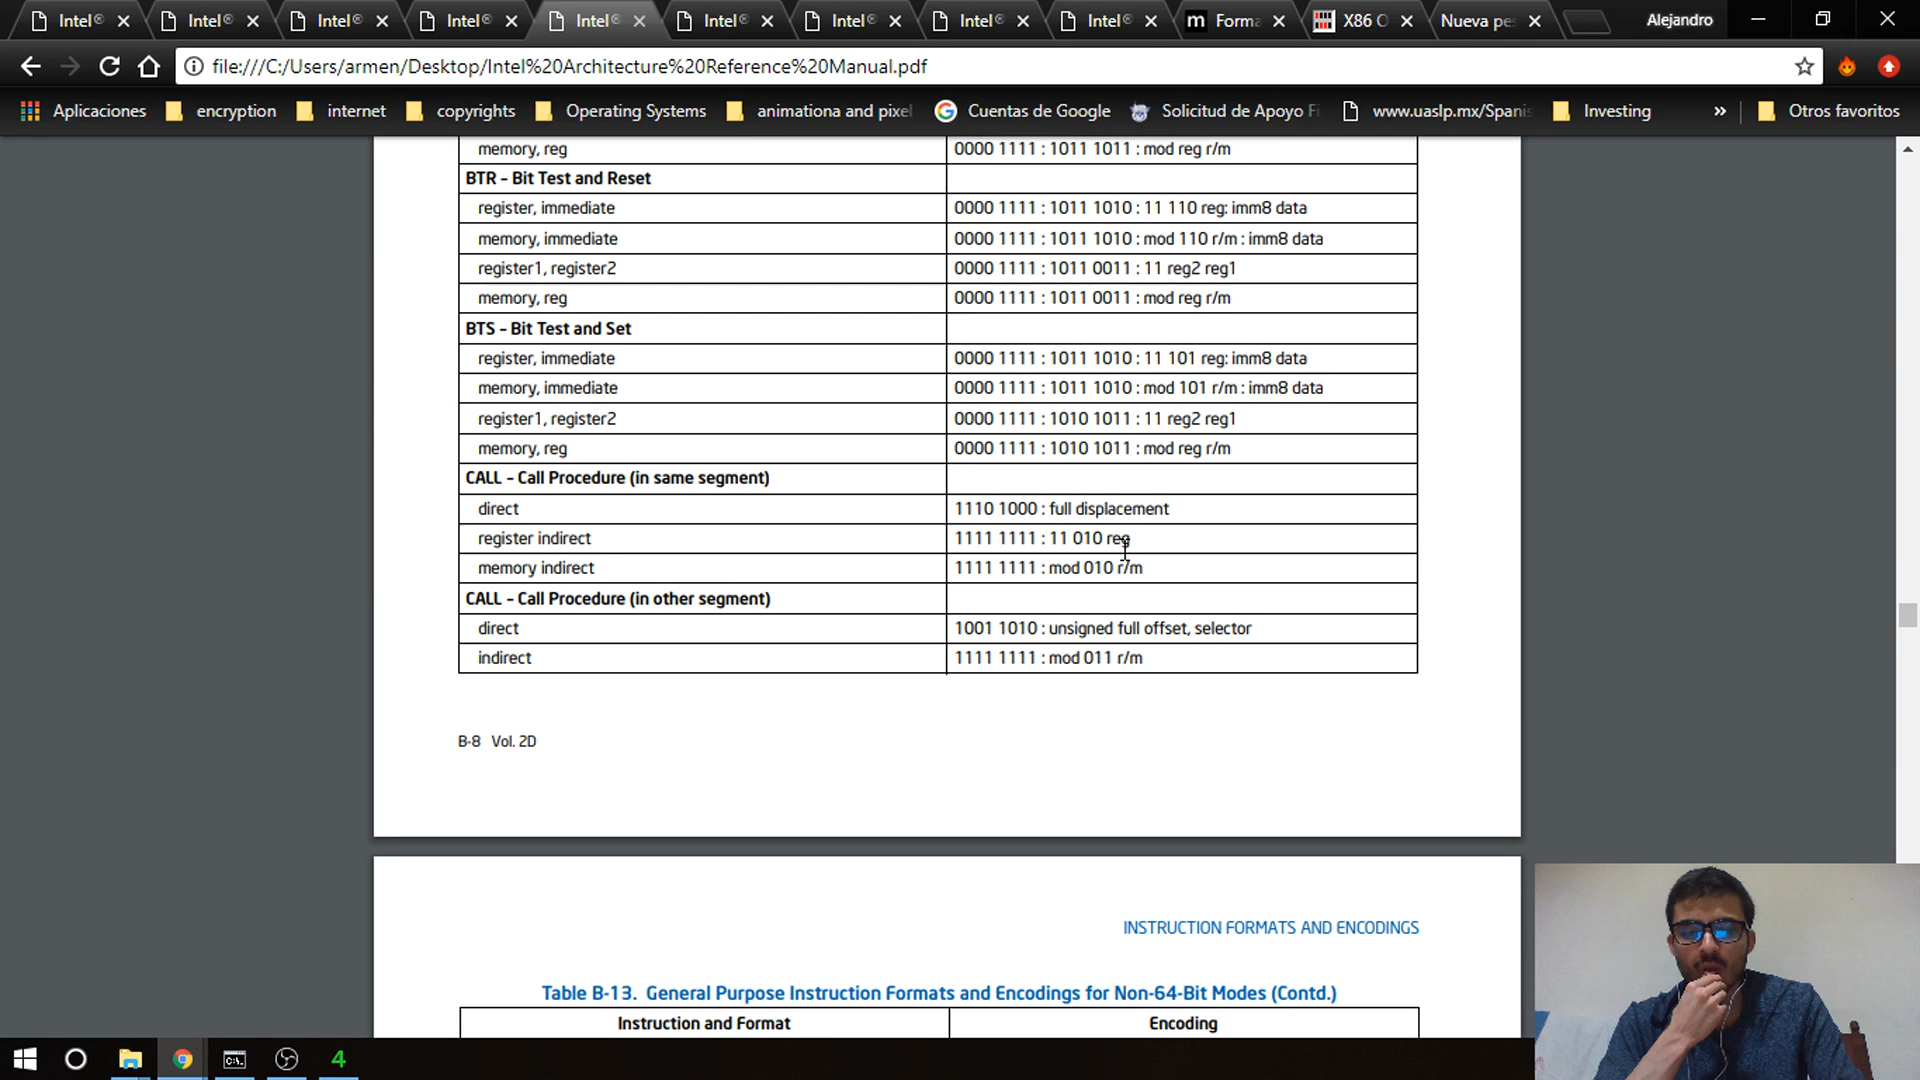 Intel® Intel® Intel® Intel® Intel® Intel® Intel® Intel® Intel® m Forma X86 O Nueva pe Alejandro
file:///C:/Users/armen/Desktop/Intel%20Architecture%20Reference%20Manual.pdf
Aplicaciones encryption internet copyrights Operating Systems animationa and pixel Cuentas de Google Solicitud de Apoyo Fi www.uaslp.mx/Spanis Investing » Otros favoritos
memory, reg 0000 1111 : 1011 1011 : mod reg r/m
BTR – Bit Test and Reset
register, immediate 0000 1111 : 1011 1010 : 11 110 reg: imm8 data
memory, immediate 0000 1111 : 1011 1010 : mod 110 r/m : imm8 data
register1, register2 0000 1111 : 1011 0011 : 11 reg2 reg1
memory, reg 0000 1111 : 1011 0011 : mod reg r/m
BTS – Bit Test and Set
register, immediate 0000 1111 : 1011 1010 : 11 101 reg: imm8 data
memory, immediate 0000 1111 : 1011 1010 : mod 101 r/m : imm8 data
register1, register2 0000 1111 : 1010 1011 : 11 reg2 reg1
memory, reg 0000 1111 : 1010 1011 : mod reg r/m
CALL – Call Procedure (in same segment)
direct 1110 1000 : full displacement
register indirect 1111 1111 : 11 010 reg
memory indirect 1111 1111 : mod 010 r/m
CALL – Call Procedure (in other segment)
direct 1001 1010 : unsigned full offset, selector
indirect 1111 1111 : mod 011 r/m
B-8 Vol. 2D
INSTRUCTION FORMATS AND ENCODINGS
Table B-13. General Purpose Instruction Formats and Encodings for Non-64-Bit Modes (Contd.)
Instruction and Format Encoding
4